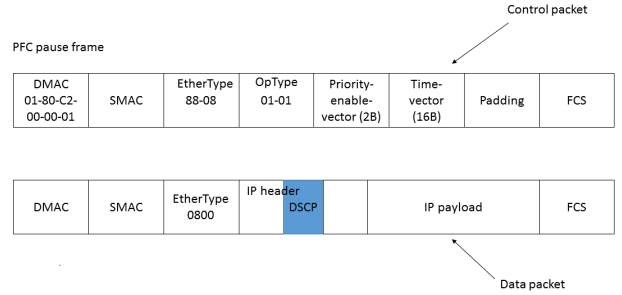 Control packet
PFC pause frame
DMAC
01-80-C2-
00-00-01
SMAC
EtherType
88-08
OpType
01-01
Priority-
enable-
vector (2B)
Time-
vector
(16B)
Padding
FCS
DMAC
SMAC
EtherType
0800
IP header
DSCP
IP payload
FCS
Data packet